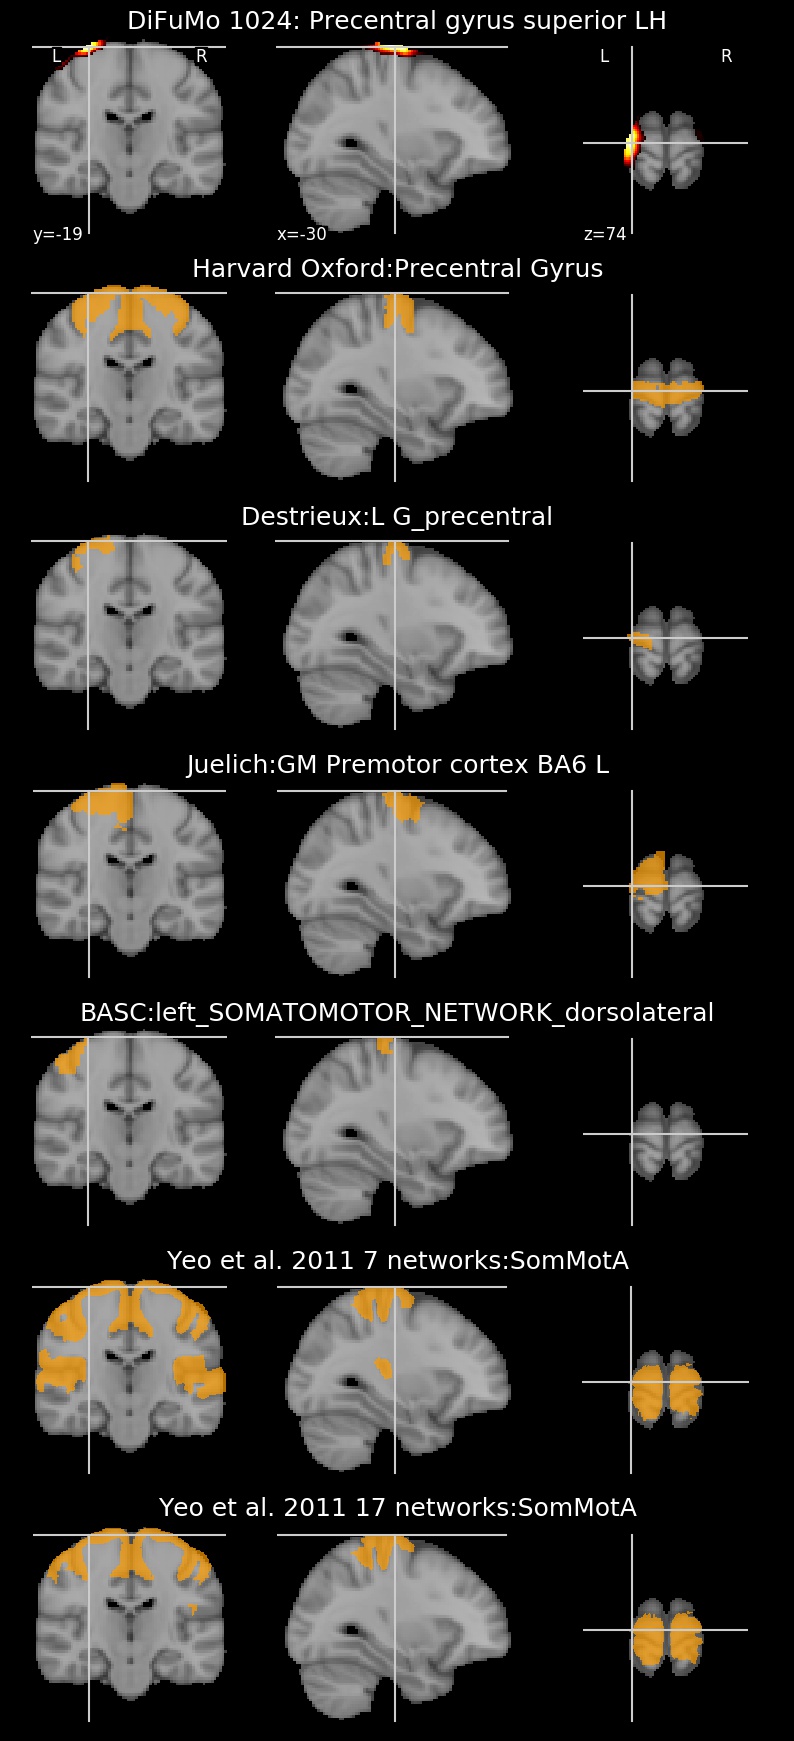 DiFuMo 1024: Precentral gyrus superior LH
L R L R
y=-19 x=-30 z=74
Harvard Oxford:Precentral Gyrus
Destrieux:L G_precentral
Juelich:GM Premotor cortex BA6 L
BASC:left_SOMATOMOTOR_NETWORK_dorsolateral
Yeo et al. 2011 7 networks:SomMotA
Yeo et al. 2011 17 networks:SomMotA